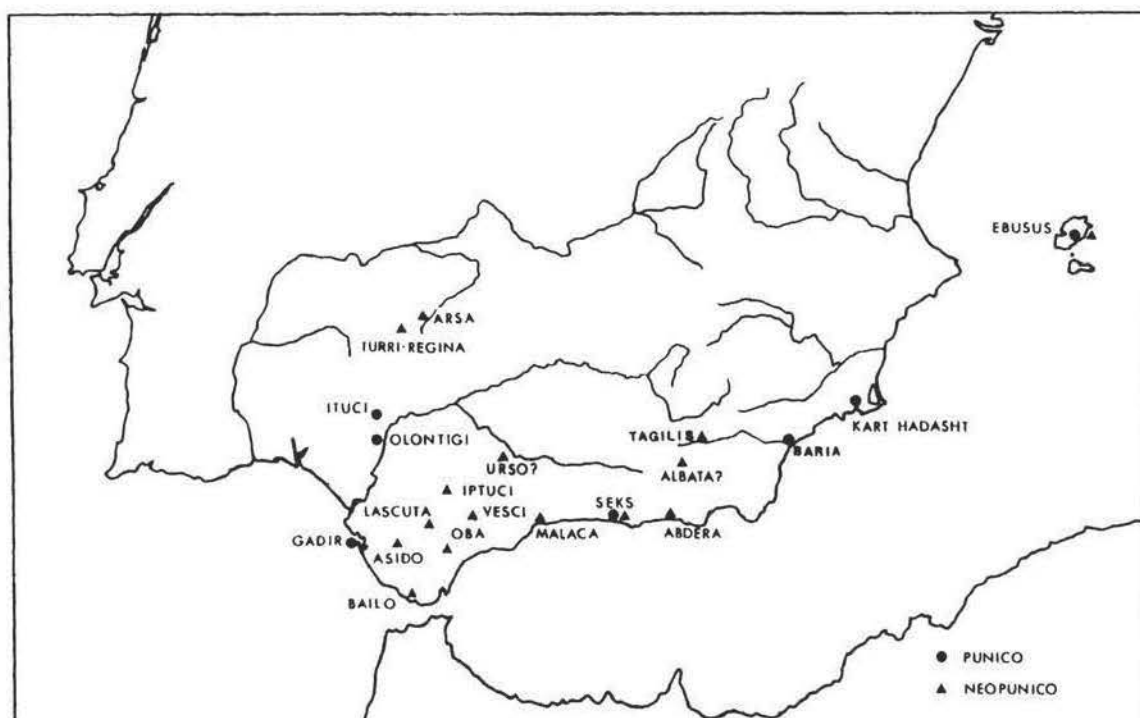 EBUSUS
ARSA
TURRI-REGINA
ITUCI
KART HADASHT
OLONTIGI
TAGILIS
BARIA
URSO?
ALBATA?
IPTUCI
LASCUTA
VESCI
SEKS
OBA
MALACA
ABDERA
GADIR
ASIDO
BAILO
PUNICO
NEOPUNICO